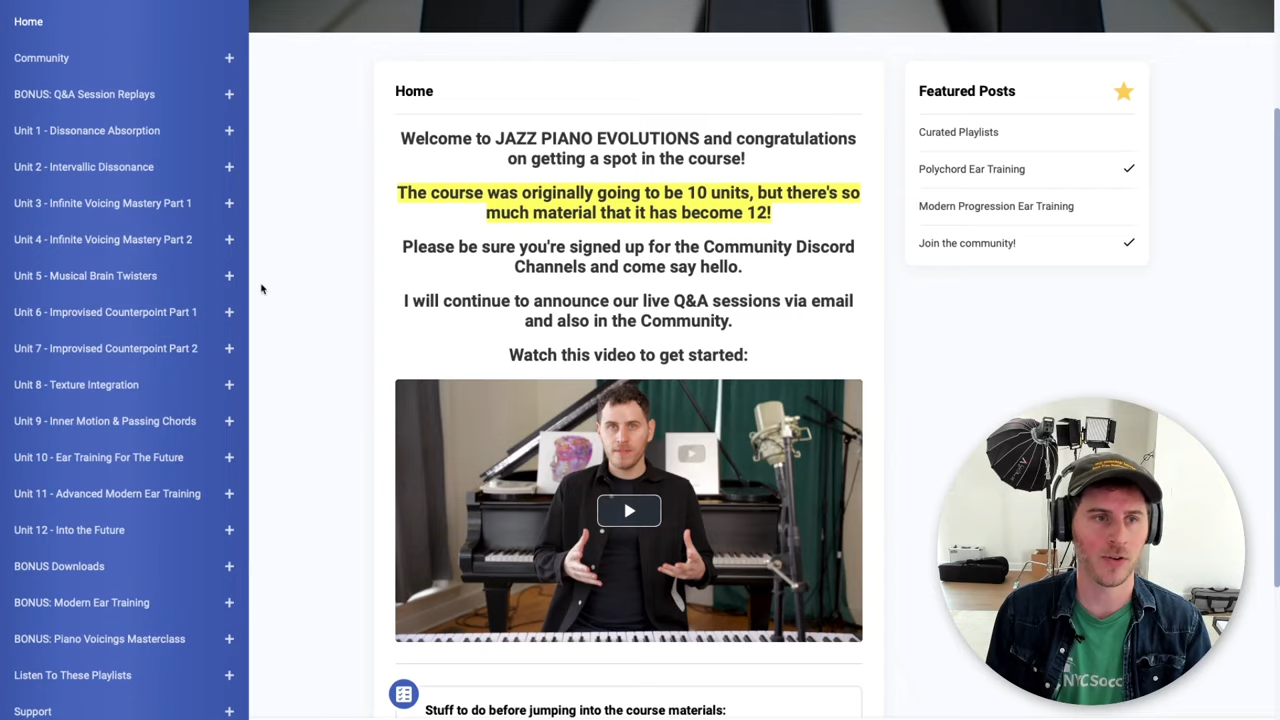 Home
Community
BONUS: Q&A Session Replays
Unit 1 - Dissonance Absorption
Unit 2 - Intervallic Dissonance
Unit 3 - Infinite Voicing Mastery Part 1
Unit 4 - Infinite Voicing Mastery Part 2
Unit 5 - Musical Brain Twisters
Unit 6 - Improvised Counterpoint Part 1
Unit 7 - Improvised Counterpoint Part 2
Unit 8 - Texture Integration
Unit 9 - Inner Motion & Passing Chords
Unit 10 - Ear Training For The Future
Unit 11 - Advanced Modern Ear Training
Unit 12 - Into the Future
BONUS Downloads
BONUS: Modern Ear Training
BONUS: Piano Voicings Masterclass
Listen To These Playlists
Support
Home
Welcome to JAZZ PIANO EVOLUTIONS and congratulations
on getting a spot in the course!
The course was originally going to be 10 units, but there's so
much material that it has become 12!
Please be sure you're signed up for the Community Discord
Channels and come say hello.
I will continue to announce our live Q&A sessions via email
and also in the Community.
Watch this video to get started:
Stuff to do before jumping into the course materials:
Featured Posts
Curated Playlists
Polychord Ear Training
Modern Progression Ear Training
Join the community!
NYCSocc